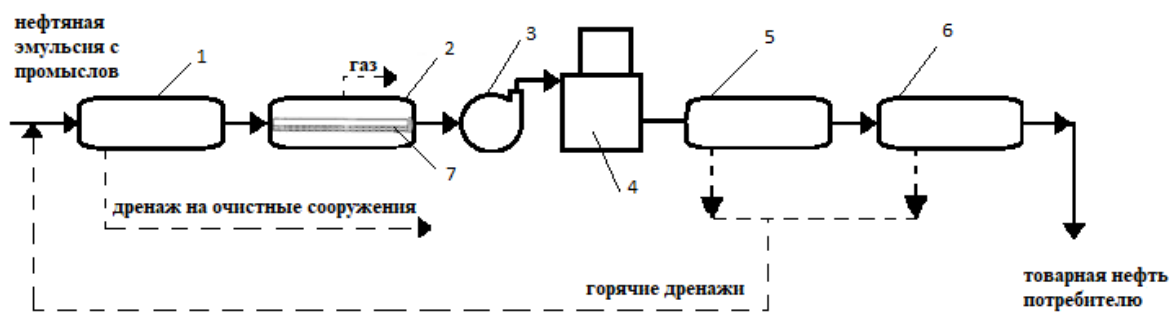 нефтяная
эмульсия с
промыслов
1
газ
2
3
4
5
6
7
дренаж на очистные сооружения
горячие дренажи
товарная нефть
потребителю